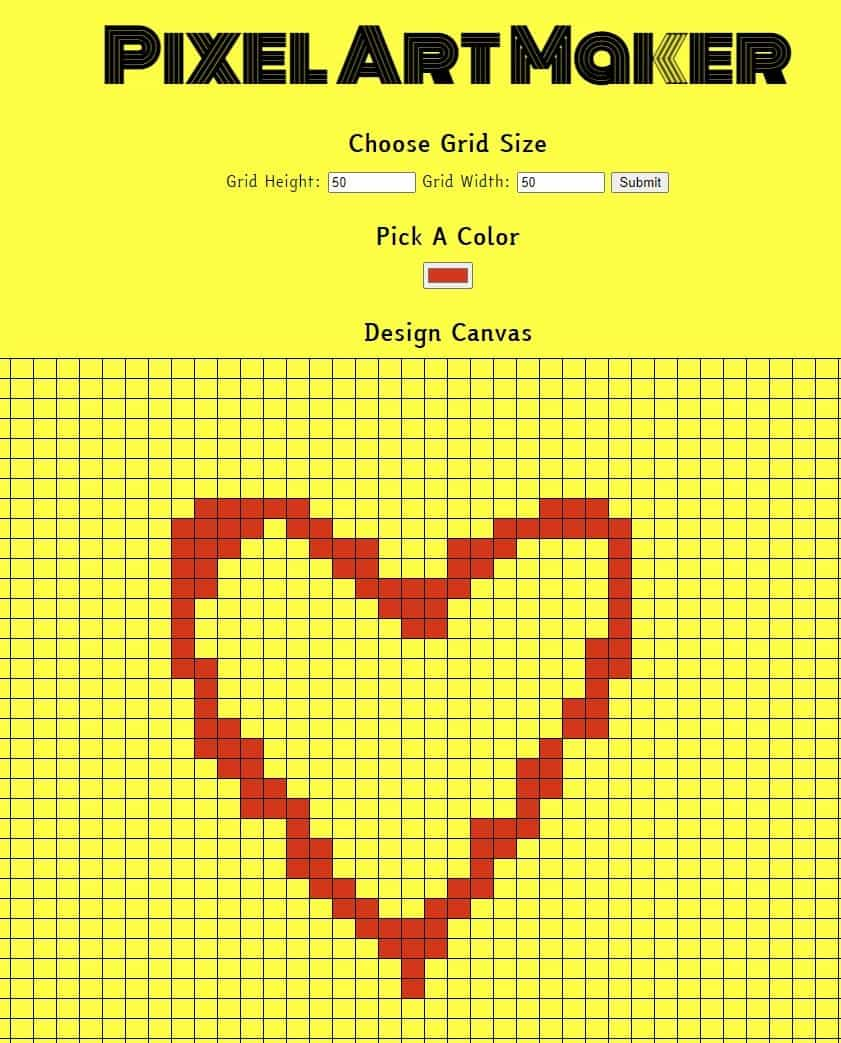 Pixel Art Maker
Choose Grid Size
Grid Height: 50 Grid Width: 50 Submit
Pick A Color
Design Canvas